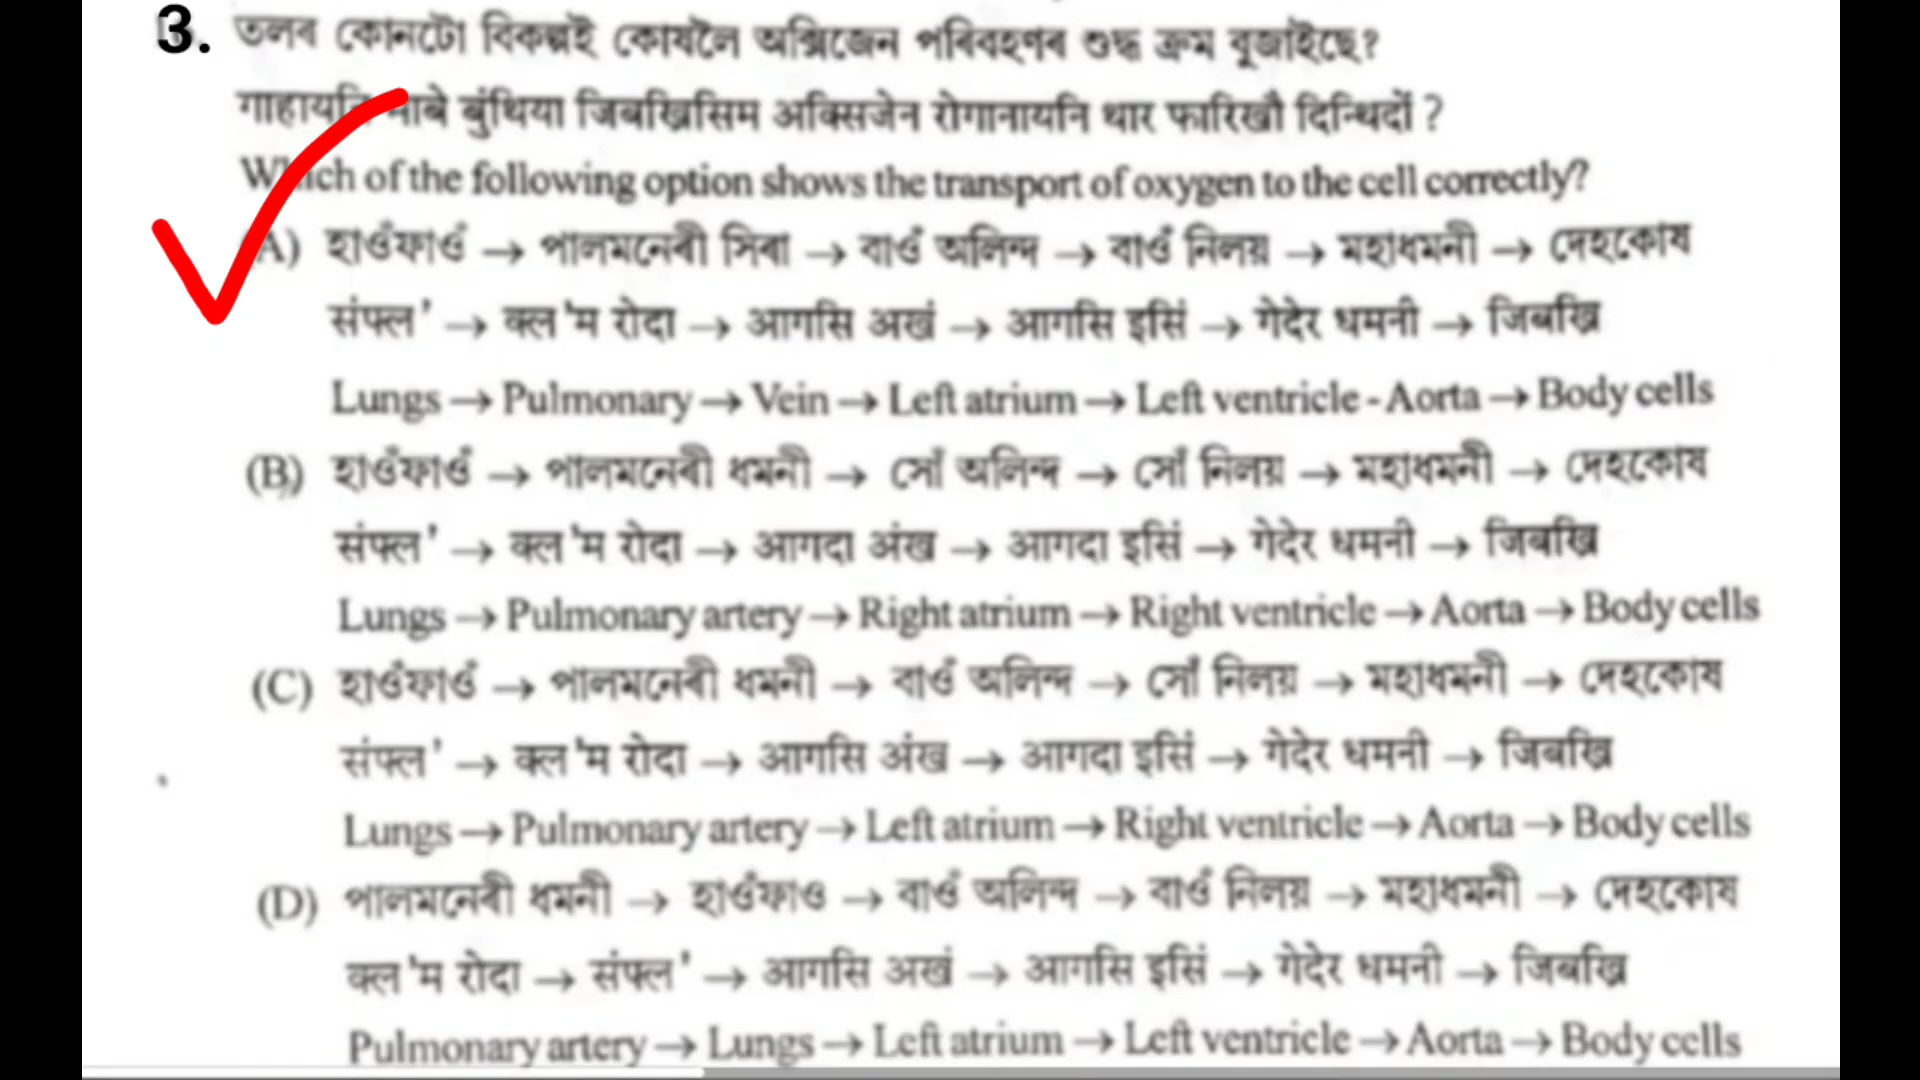 3. তলৰ কোনটো বিকল্পই কোষলৈ অক্সিজেন পৰিবহণৰ শুদ্ধ ক্ৰম বুজাইছে?
गाहायनि माबे बुंथिया जिबख्रिसिम अक्सिजेन रोगानायनि थार फारिखौ दिन्थिदों ?
Which of the following option shows the transport of oxygen to the cell correctly?
(A) হাওঁফাওঁ → পালমনেৰী সিৰা → বাওঁ অলিন্দ → বাওঁ নিলয় → মহাধমনী → দেহকোষ
संफ्ल' → क्ल'म रोदा → आगसि अखं → आगसि इसिं → गेदेर धमनी → जिबख्रि
Lungs → Pulmonary → Vein → Left atrium → Left ventricle - Aorta → Body cells
(B) হাওঁফাওঁ → পালমনেৰী ধমনী → সোঁ অলিন্দ → সোঁ নিলয় → মহাধমনী → দেহকোষ
संफ्ल' → क्ल'म रोदा → आगदा अंख → आगदा इसिं → गेदेर धमनी → जिबख्रि
Lungs → Pulmonary artery → Right atrium → Right ventricle → Aorta → Body cells
(C) হাওঁফাওঁ → পালমনেৰী ধমনী → বাওঁ অলিন্দ → সোঁ নিলয় → মহাধমনী → দেহকোষ
संफ्ल' → क्ल'म रोदा → आगसि अंख → आगदा इसिं → गेदेर धमनी → जिबख्रि
Lungs → Pulmonary artery → Left atrium → Right ventricle → Aorta → Body cells
(D) পালমনেৰী ধমনী → হাওঁফাও → বাওঁ অলিন্দ → বাওঁ নিলয় → মহাধমনী → দেহকোষ
क्ल'म रोदा → संफ्ल' → आगसि अखं → आगसि इसिं → गेदेर धमनी → जिबख्रि
Pulmonary artery → Lungs → Left atrium → Left ventricle → Aorta → Body cells